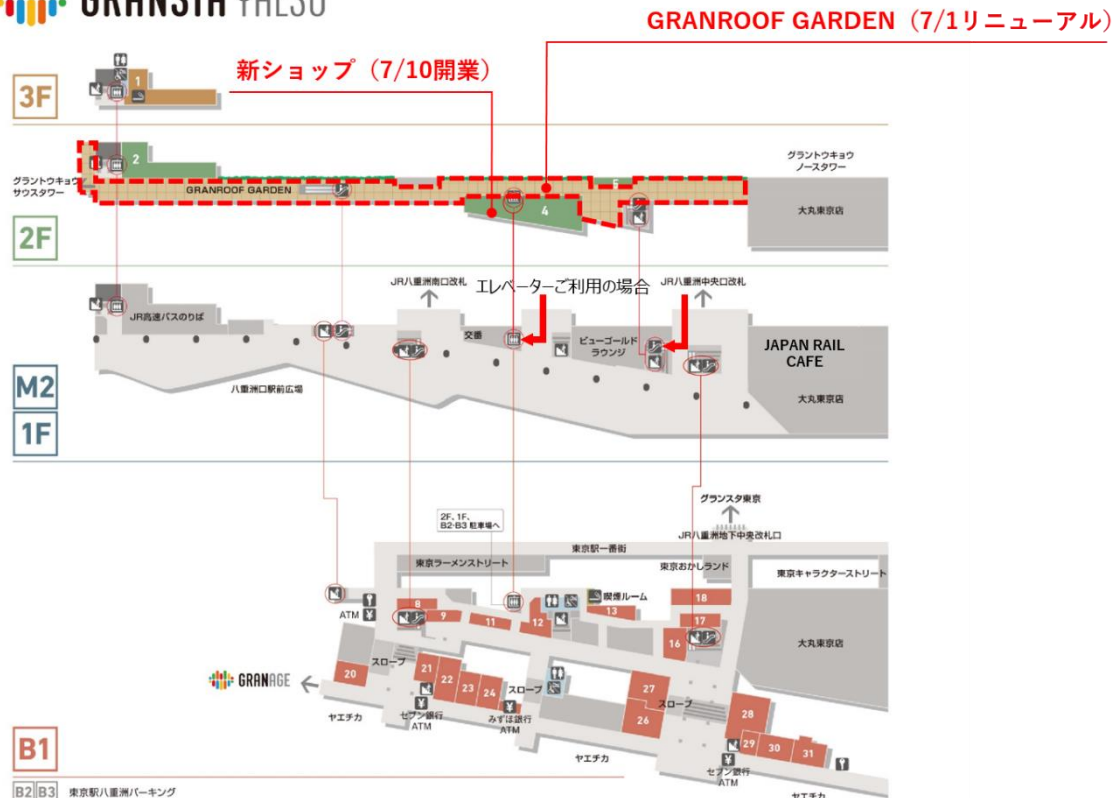 GRANSTA YAESU
GRANROOF GARDEN（7/1リニューアル）
新ショップ（7/10開業）
3F
1
2
グラントウキョウ
サウスタワー
GRANROOF GARDEN
5
4
グラントウキョウ
ノースタワー
大丸東京店
2F
JR八重洲南口改札
エレベーターご利用の場合
JR八重洲中央口改札
JR高速バスのりば
交番
ビューゴールド
ラウンジ
JAPAN RAIL
CAFE
八重洲口駅前広場
大丸東京店
M2
1F
グランスタ東京
2F、1F、
B2·B3 駐車場へ
JR八重洲地下中央改札口
東京駅一番街
東京ラーメンストリート
東京おかしランド
東京キャラクターストリート
喫煙ルーム
ATM
8
9
11
12
13
18
17
16
大丸東京店
スロープ
GRANAGE
20
21
22
23
24
スロープ
27
26
スロープ
28
29
30
31
ヤエチカ
セブン銀行
ATM
みずほ銀行
ATM
ヤエチカ
セブン銀行
ATM
ヤエチカ
B1
B2 B3 東京駅八重洲パーキング